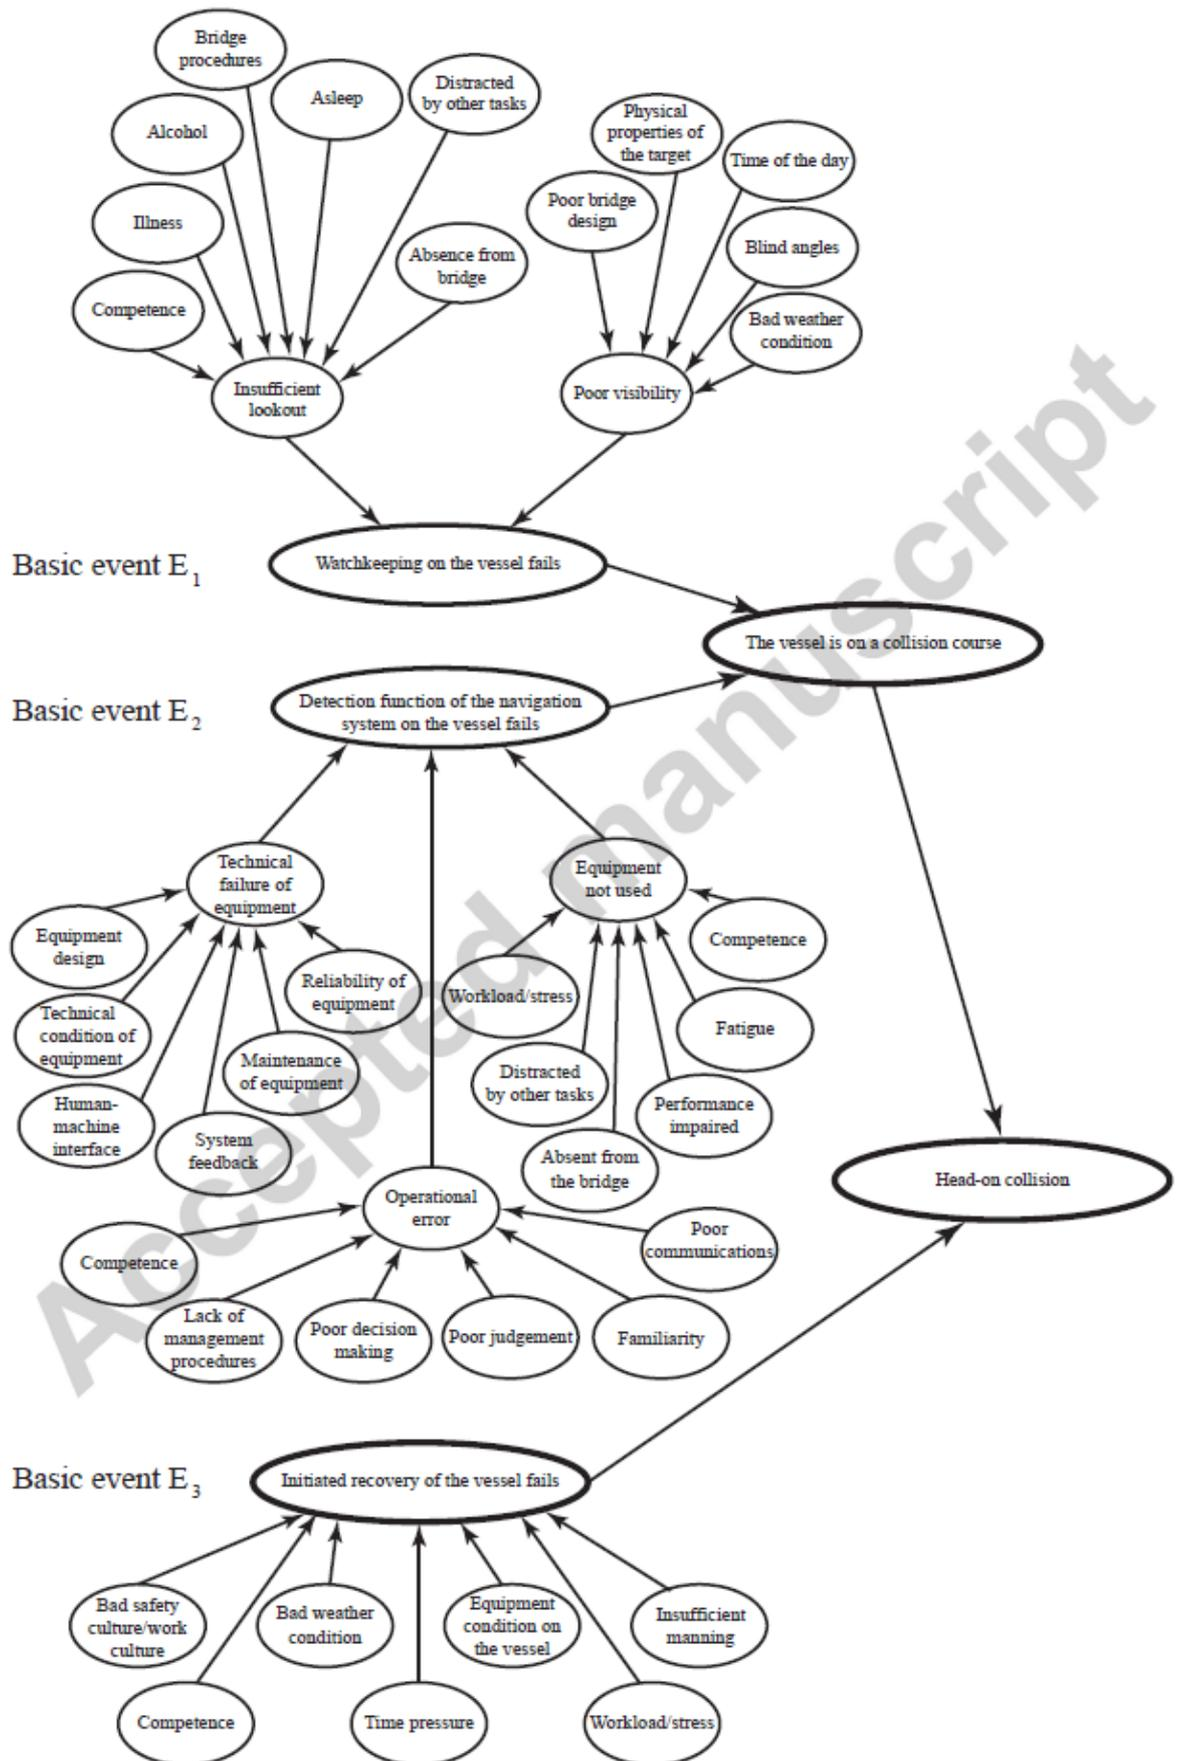 Bridge
procedures
Asleep
Distracted
by other tasks
Alcohol
Physical
properties of
the target
Time of the day
Poor bridge
design
Illness
Absence from
bridge
Blind angles
Competence
Bad weather
condition
Insufficient
lookout
Poor visibility
Basic event E1
Watchkeeping on the vessel fails
The vessel is on a collision course
Basic event E2
Detection function of the navigation
system on the vessel fails
Technical
failure of
equipment
Equipment
not used
Equipment
design
Competence
Reliability of
equipment
Workload/stress
Technical
condition of
equipment
Fatigue
Maintenance
of equipment
Distracted
by other tasks
Human-
machine
interface
Performance
impaired
System
feedback
Absent from
the bridge
Head-on collision
Operational
error
Poor
communications
Competence
Lack of
management
procedures
Poor decision
making
Poor judgement
Familiarity
Basic event E3
Initiated recovery of the vessel fails
Bad safety
culture/work
culture
Bad weather
condition
Equipment
condition on
the vessel
Insufficient
manning
Competence
Time pressure
Workload/stress
Accepted manuscript